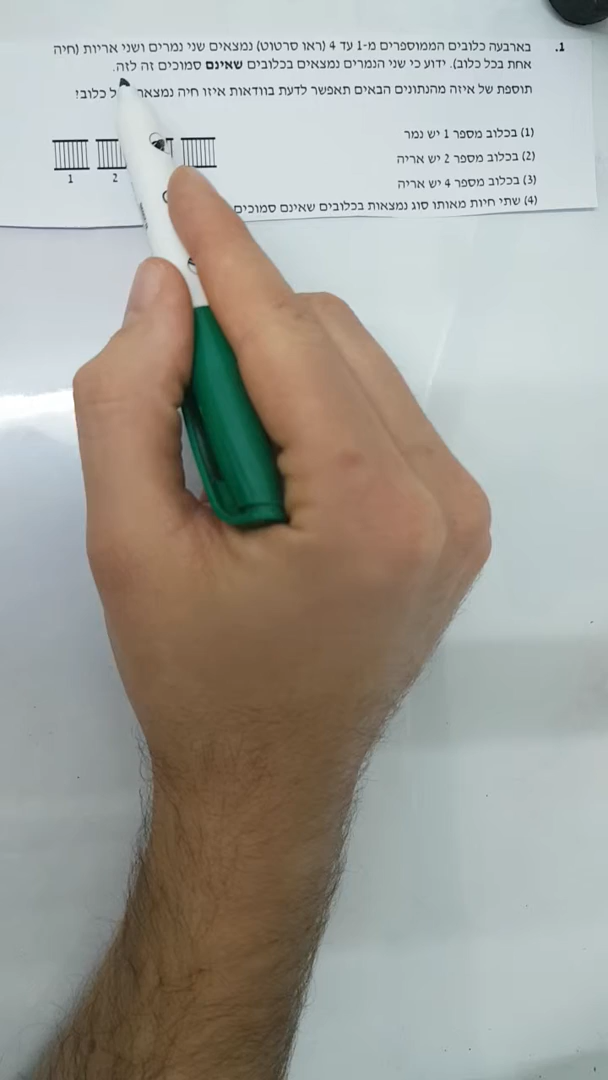 1. בארבעה כלובים הממוספרים מ-1 עד 4 (ראו סרטוט) נמצאים שני נמרים ושני אריות (חיה
אחת בכל כלוב). ידוע כי שני הנמרים נמצאים בכלובים שאינם סמוכים זה לזה.
תוספת של איזה מהנתונים הבאים תאפשר לדעת בוודאות איזו חיה כלוב?
(1) בכלוב מספר 1 יש נמר
(2) בכלוב מספר 2 יש אריה
(3) בכלוב מספר 4 יש אריה
(4) שתי חיות מאותו סוג נמצאות בכלובים שאינם סמוכים
1 2